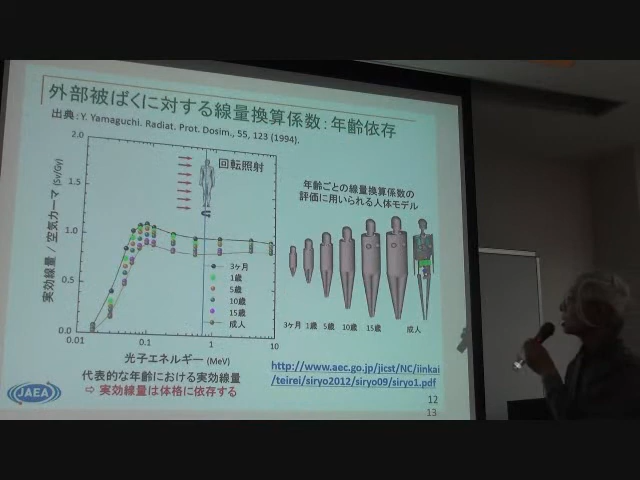 外部被ばくに対する線量換算係数：年齢依存
出典：Y. Yamaguchi. Radiat. Prot. Dosim., 55, 123 (1994).
2.0
1.5
1.0
0.5
0.0
実効線量 / 空気カーマ (Sv/Gy)
回転照射
3ヶ月
1歳
5歳
10歳
15歳
成人
0.01
0.1
1
10
光子エネルギー (MeV)
年齢ごとの線量換算係数の
評価に用いられる人体モデル
3ヶ月 1歳 5歳 10歳 15歳 成人
代表的な年齢における実効線量
⇨ 実効線量は体格に依存する
http://www.aec.go.jp/jicst/NC/iinkai
/teirei/siryo2012/siryo09/siryo1.pdf
JAEA
12
13